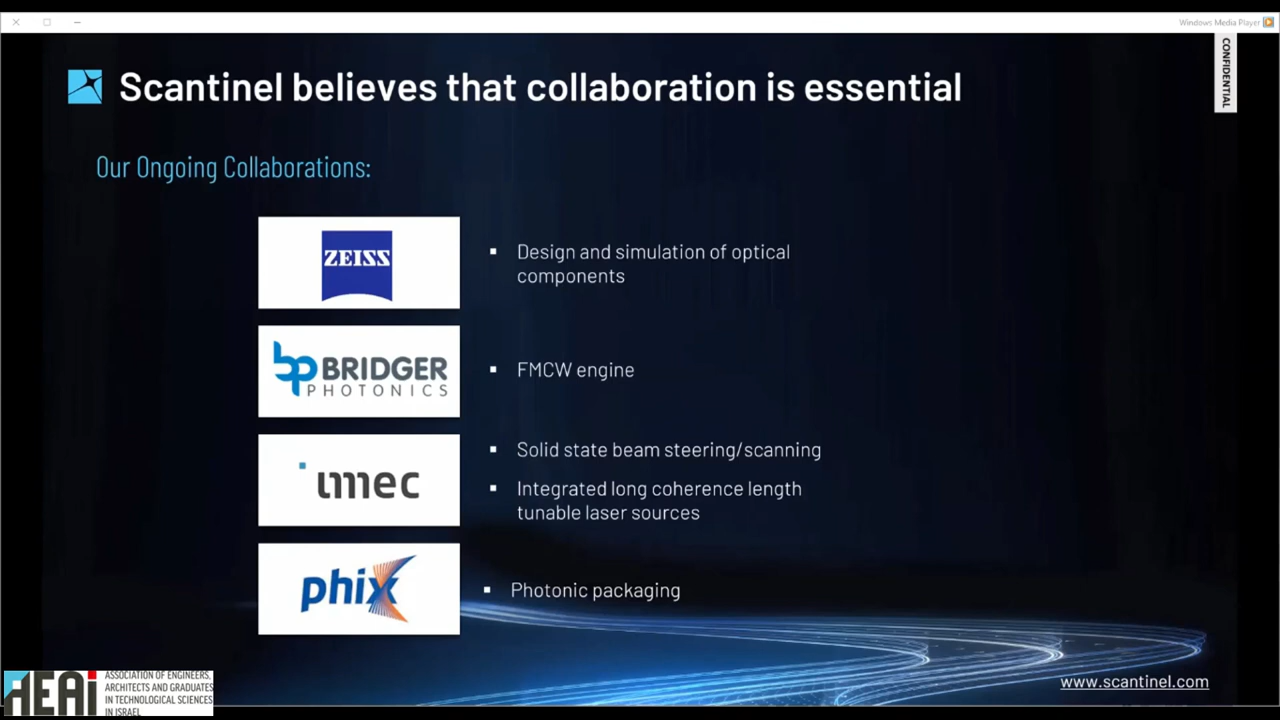 Windows Media Player
CONFIDENTIAL
Scantinel believes that collaboration is essential
Our Ongoing Collaborations:
ZEISS
▪ Design and simulation of optical
components
bp BRIDGER
PHOTONICS
▪ FMCW engine
imec
▪ Solid state beam steering/scanning
▪ Integrated long coherence length
tunable laser sources
phix
▪ Photonic packaging
www.scantinel.com
AEAi
ASSOCIATION OF ENGINEERS,
ARCHITECTS AND GRADUATES
IN TECHNOLOGICAL SCIENCES
IN ISRAEL